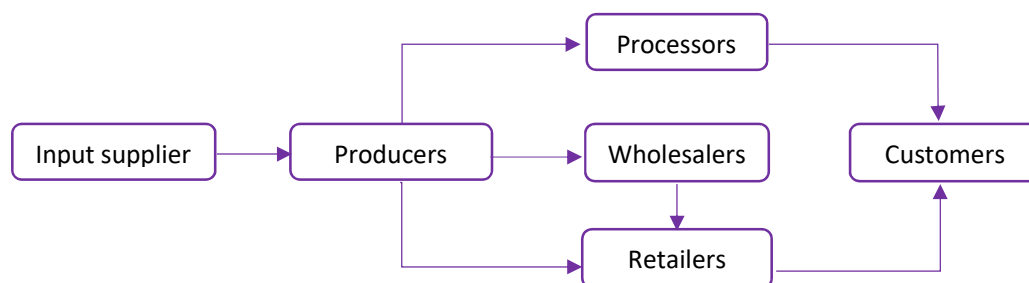 Processors
Input supplier
Producers
Wholesalers
Customers
Retailers